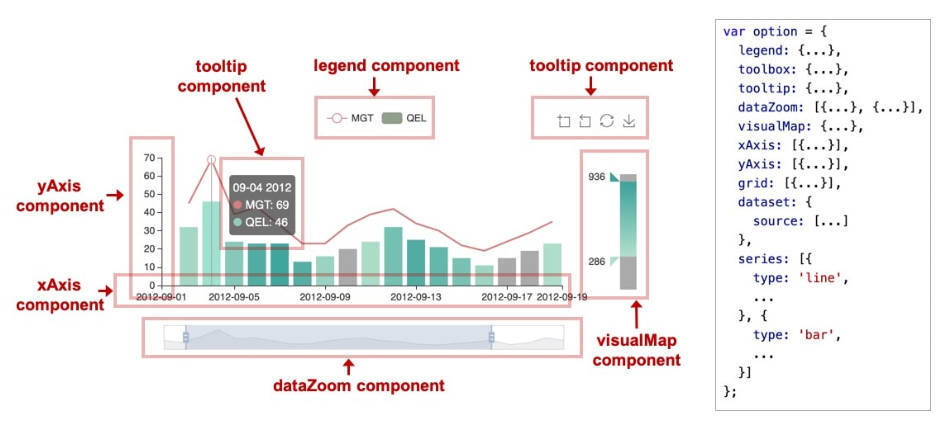 tooltip
component
legend component
tooltip component
MGT
QEL
yAxis
component
70
60
50
40
30
20
10
0
09-04 2012
MGT: 69
QEL: 46
936
286
xAxis
component
2012-09-01
2012-09-05
2012-09-09
2012-09-13
2012-09-17
2012-09-19
visualMap
component
dataZoom component
var option = {
legend: {...},
toolbox: {...},
tooltip: {...},
dataZoom: [{...}, {...}],
visualMap: {...},
xAxis: [{...}],
yAxis: [{...}],
grid: [{...}],
dataset: {
source: [...]
},
series: [{
type: 'line',
...
}, {
type: 'bar',
...
}]
};